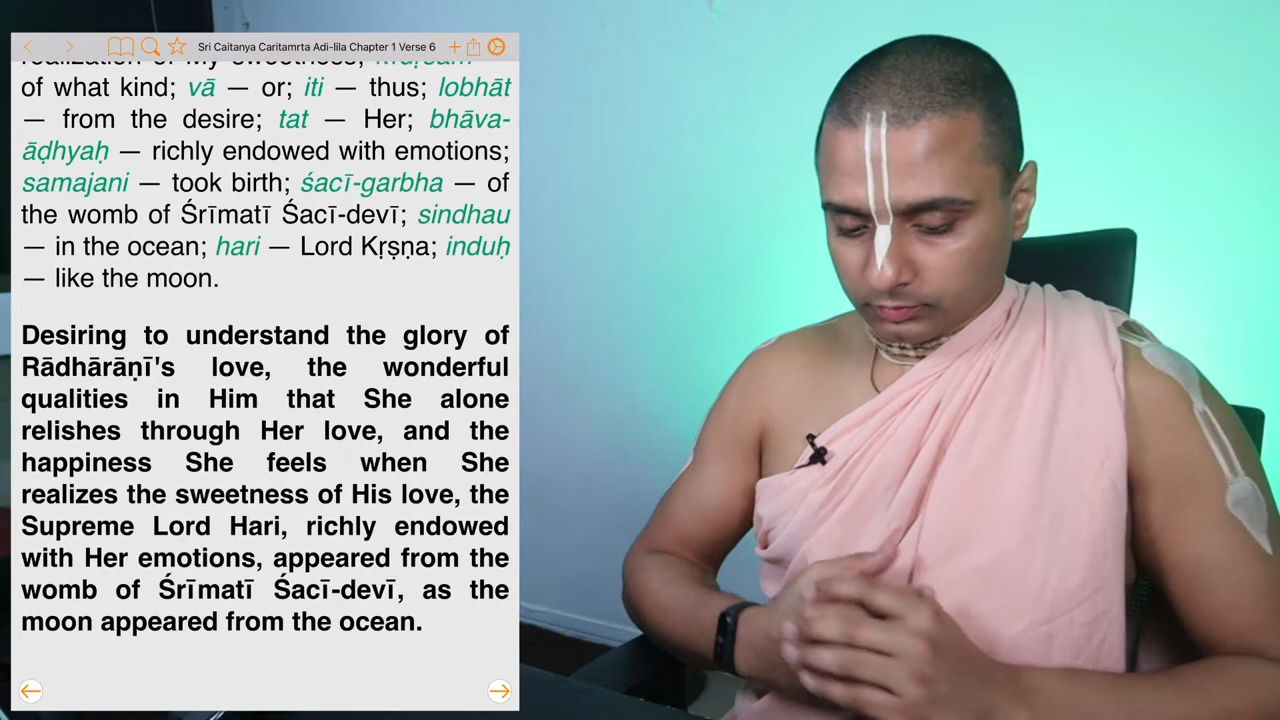 Sri Caitanya Caritamrta Adi-lila Chapter 1 Verse 6
realization of My sweetness;
of what kind; vā — or; iti — thus; lobhāt
— from the desire; tat — Her; bhāva-
āḍhyaḥ — richly endowed with emotions;
samajani — took birth; śacī-garbha — of
the womb of Śrīmatī Śacī-devī; sindhau
— in the ocean; hari — Lord Kṛṣṇa; induḥ
— like the moon.
Desiring to understand the glory of
Rādhārāṇī's love, the wonderful
qualities in Him that She alone
relishes through Her love, and the
happiness She feels when She
realizes the sweetness of His love, the
Supreme Lord Hari, richly endowed
with Her emotions, appeared from the
womb of Śrīmatī Śacī-devī, as the
moon appeared from the ocean.